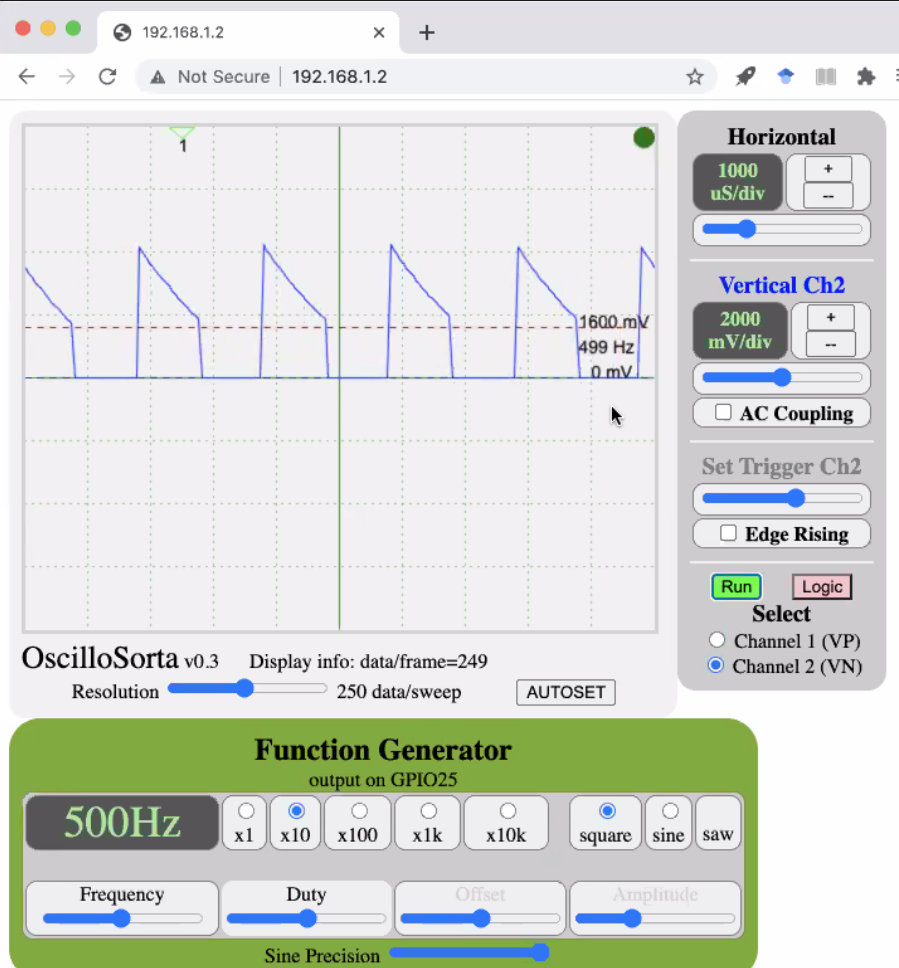 192.168.1.2
Not Secure 192.168.1.2
1
1600 mV
499 Hz
0 mV
Horizontal
1000
uS/div
+
--
Vertical Ch2
2000
mV/div
+
--
AC Coupling
Set Trigger Ch2
Edge Rising
Run Logic
Select
Channel 1 (VP)
Channel 2 (VN)
OscilloSorta v0.3 Display info: data/frame=249
Resolution 250 data/sweep AUTOSET
Function Generator
output on GPIO25
500Hz x1 x10 x100 x1k x10k square sine saw
Frequency Duty Offset Amplitude
Sine Precision